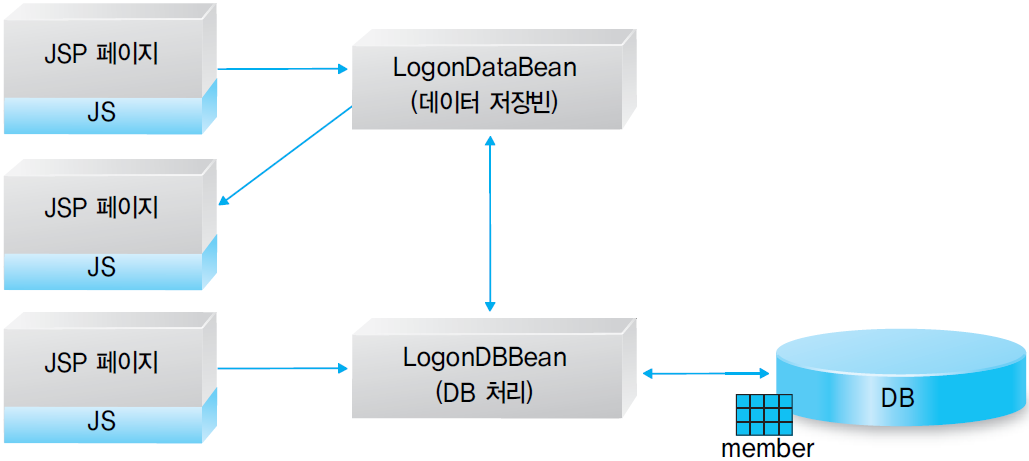 JSP 페이지
JS
LogonDataBean
(데이터 저장빈)
JSP 페이지
JS
JSP 페이지
JS
LogonDBBean
(DB 처리)
DB
member